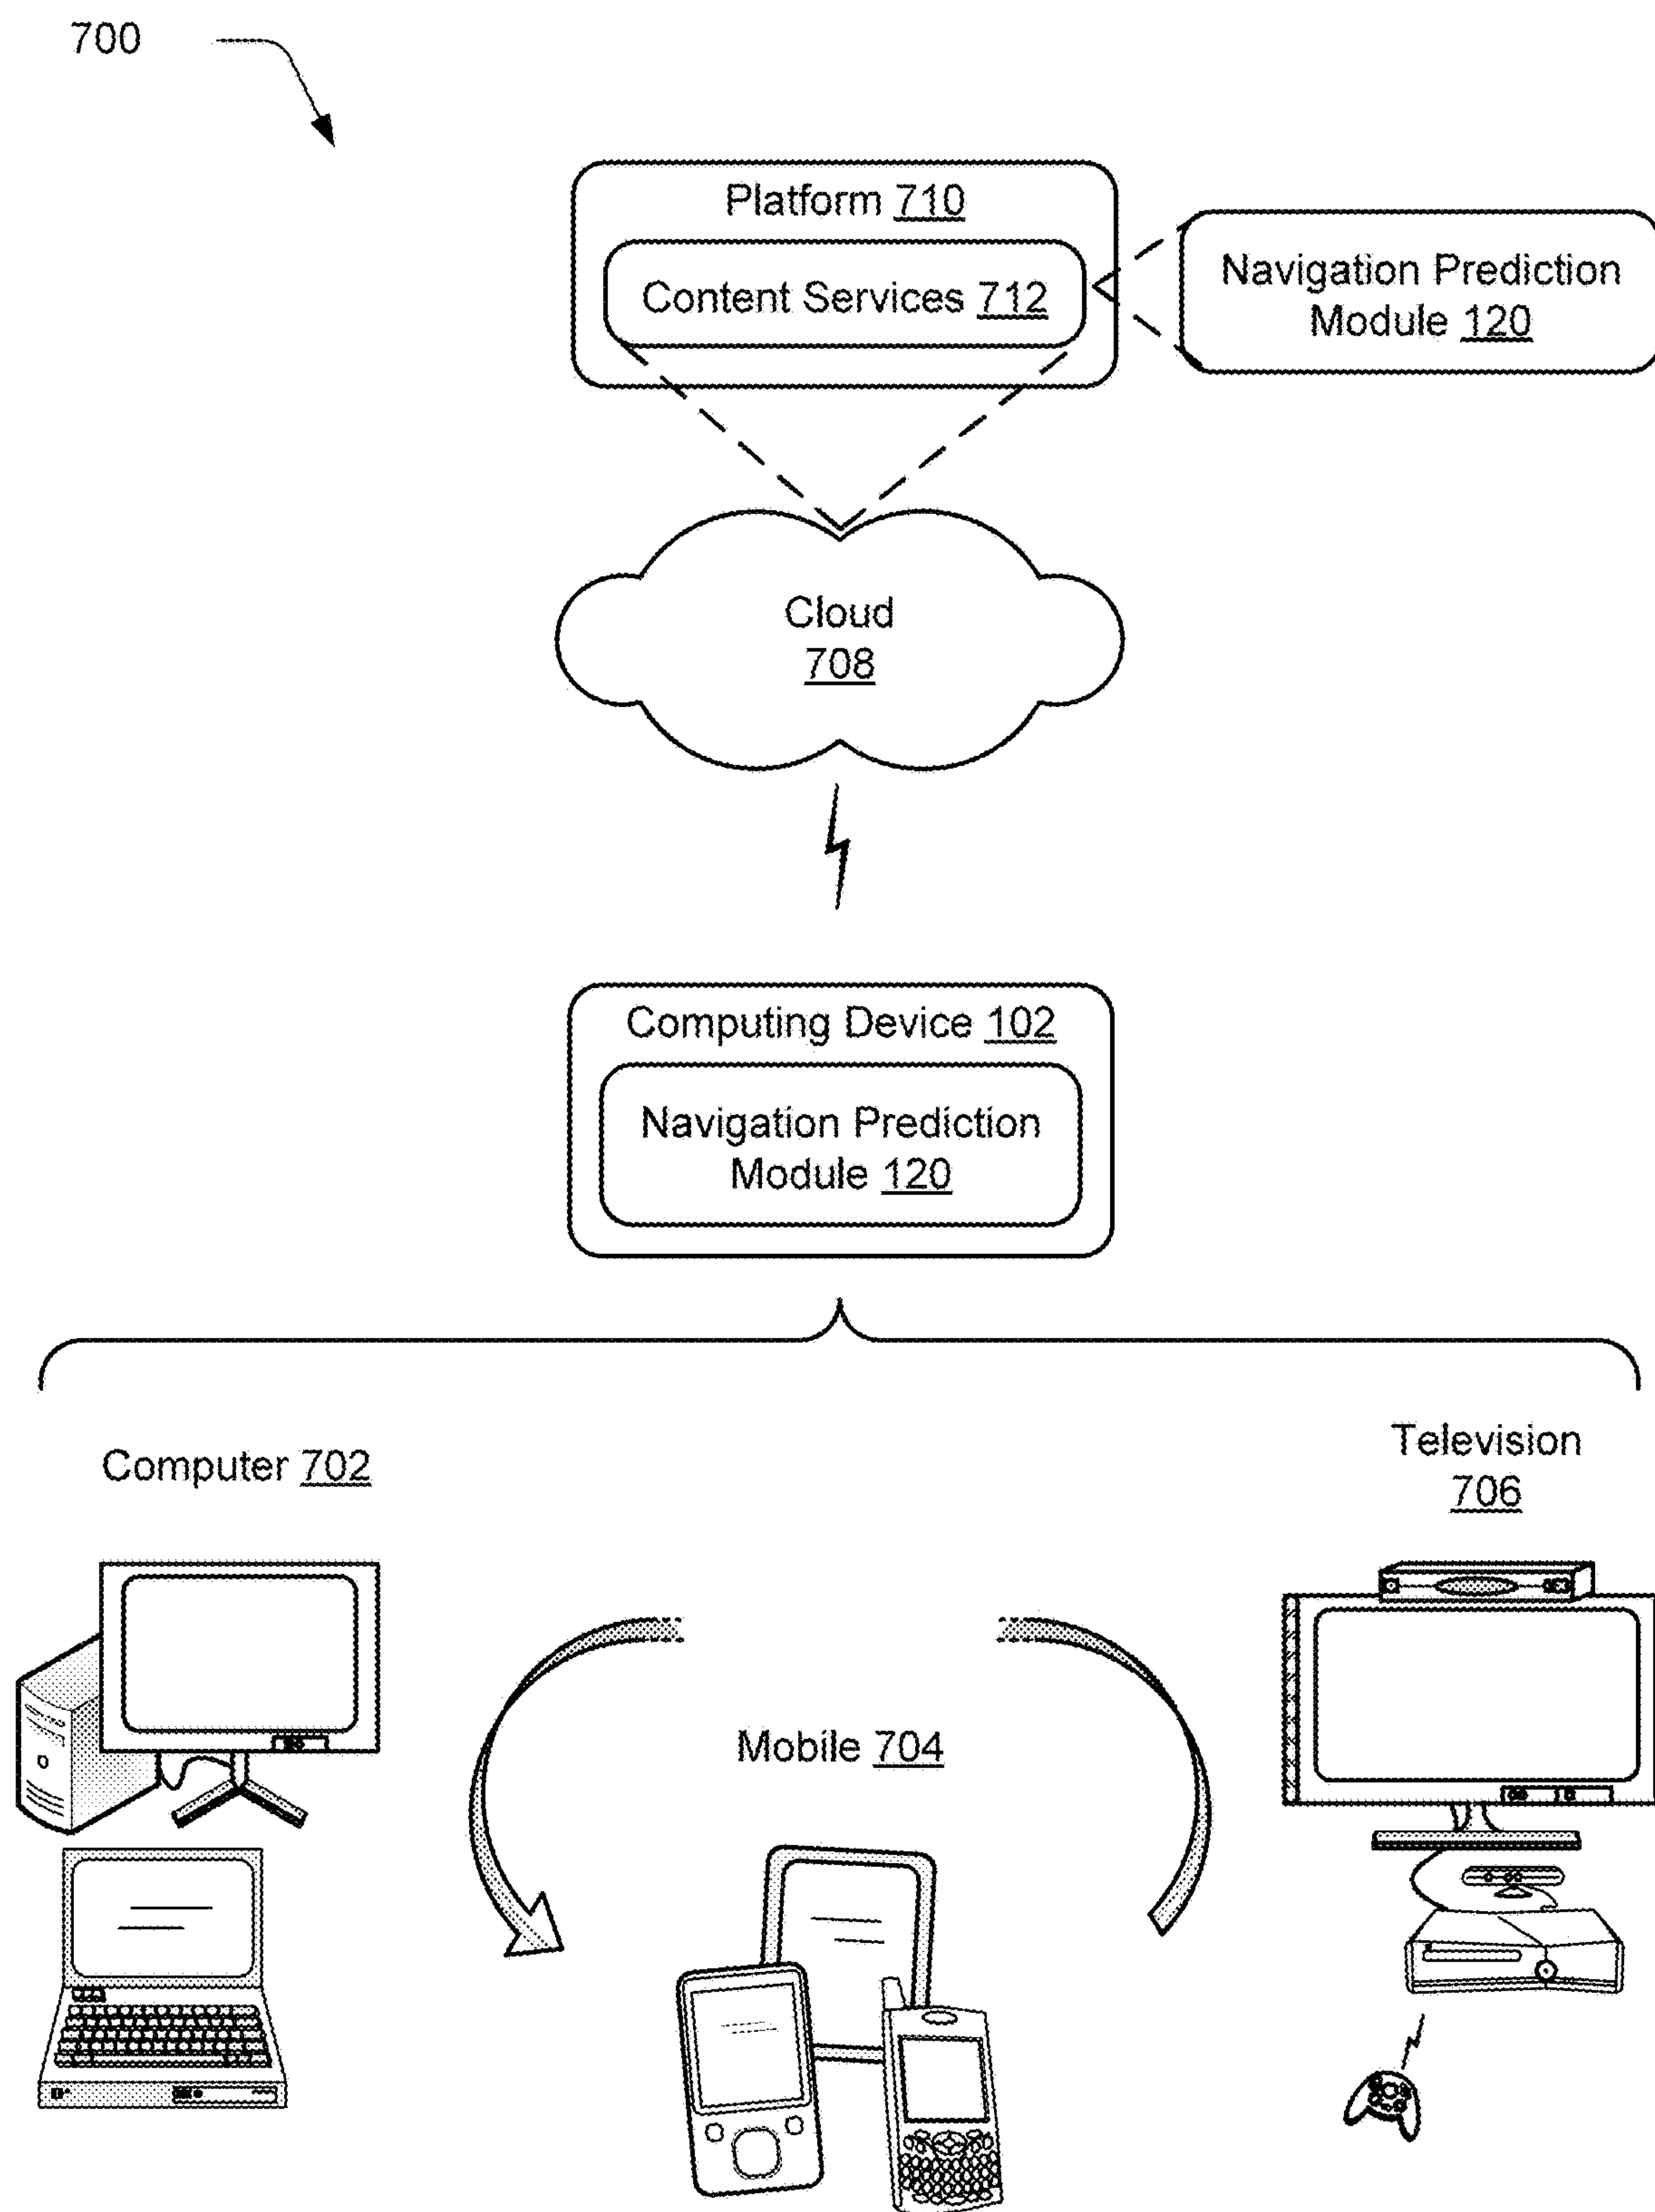 700
Platform 710
Content Services 712
Navigation Prediction
Module 120
Cloud
708
Computing Device 102
Navigation Prediction
Module 120
Computer 702
Television
706
Mobile 704